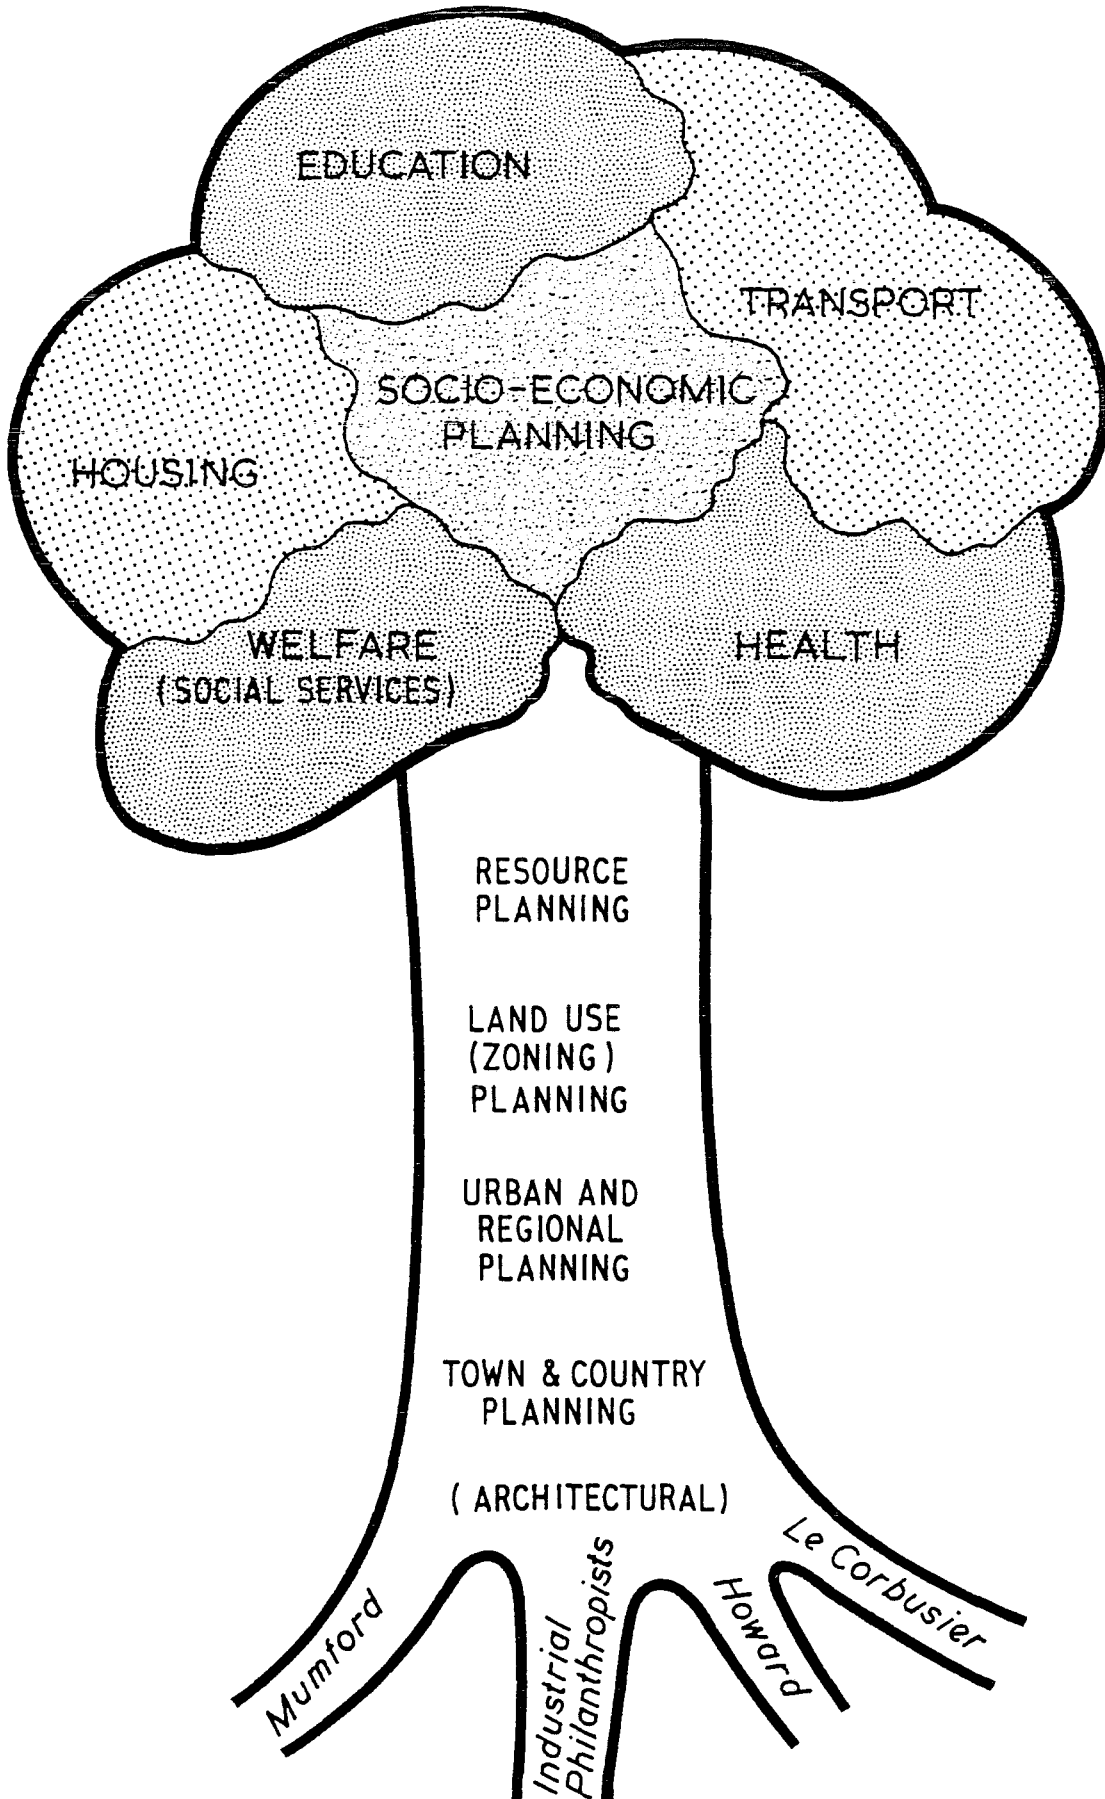 EDUCATION
TRANSPORT
SOCIO-ECONOMIC
PLANNING
HOUSING
WELFARE
(SOCIAL SERVICES)
HEALTH
RESOURCE
PLANNING
LAND USE
(ZONING)
PLANNING
URBAN AND
REGIONAL
PLANNING
TOWN & COUNTRY
PLANNING
(ARCHITECTURAL)
Mumford
Industrial
Philanthropists
Howard
Le Corbusier